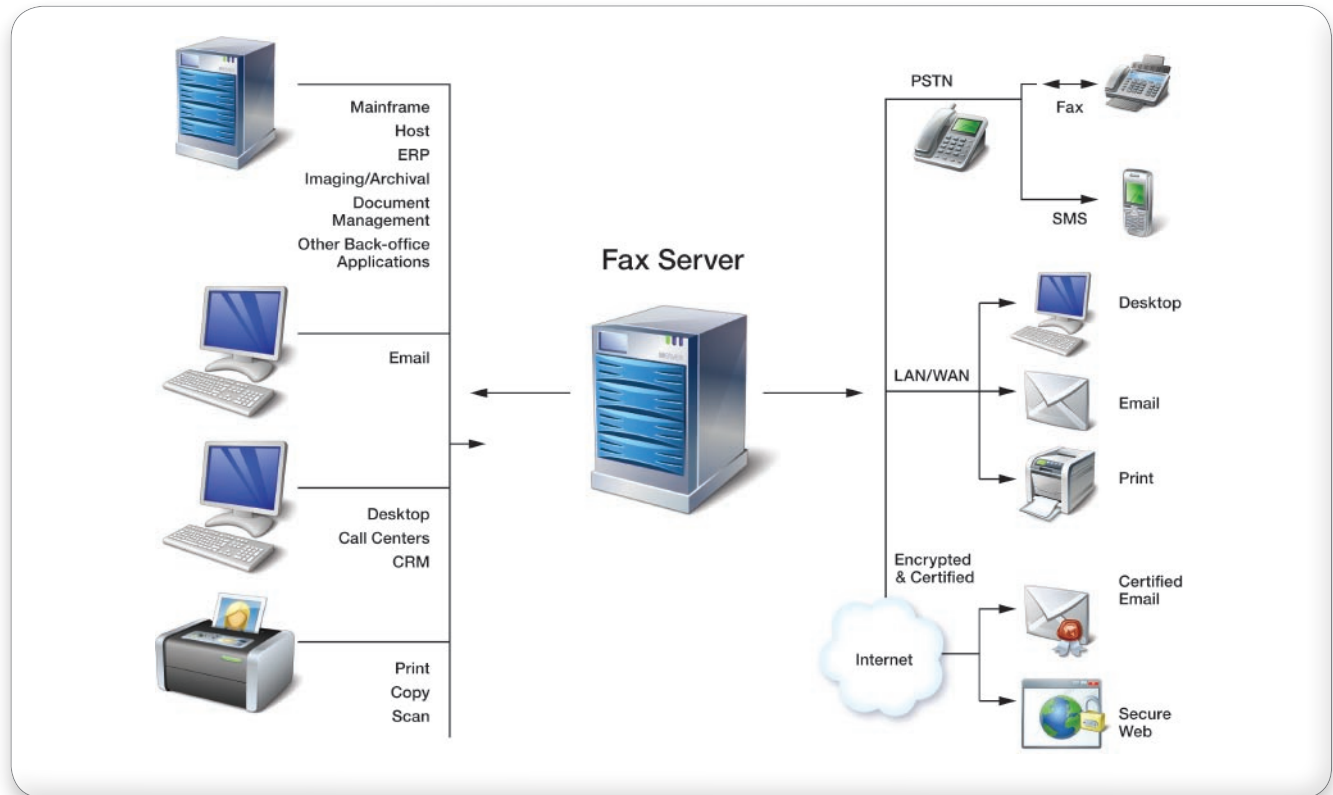 Mainframe
Host
ERP
Imaging/Archival
Document
Management
Other Back-office
Applications
Email
Desktop
Call Centers
CRM
Print
Copy
Scan
Fax Server
PSTN
Fax
SMS
LAN/WAN
Desktop
Email
Print
Encrypted
& Certified
Internet
Certified
Email
Secure
Web